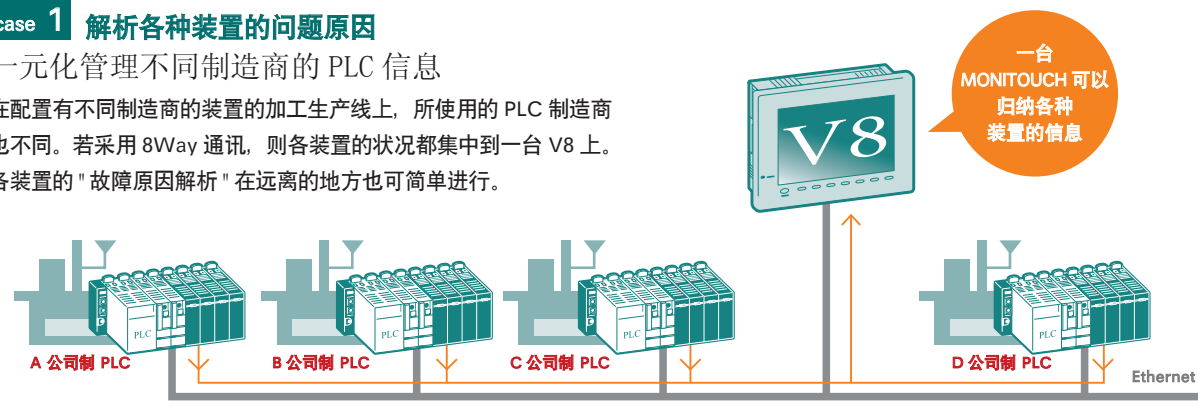 case 1 解析各种装置的问题原因
一元化管理不同制造商的 PLC 信息
在配置有不同制造商的装置的加工生产线上，所使用的 PLC 制造商
也不同。若采用 8Way 通讯，则各装置的状况都集中到一台 V8 上。
各装置的 " 故障原因解析 " 在远离的地方也可简单进行。
一台
MONITOUCH 可以
归纳各种
装置的信息
V8
PLC
PLC
PLC
PLC
A 公司制 PLC
B 公司制 PLC
C 公司制 PLC
D 公司制 PLC
Ethernet